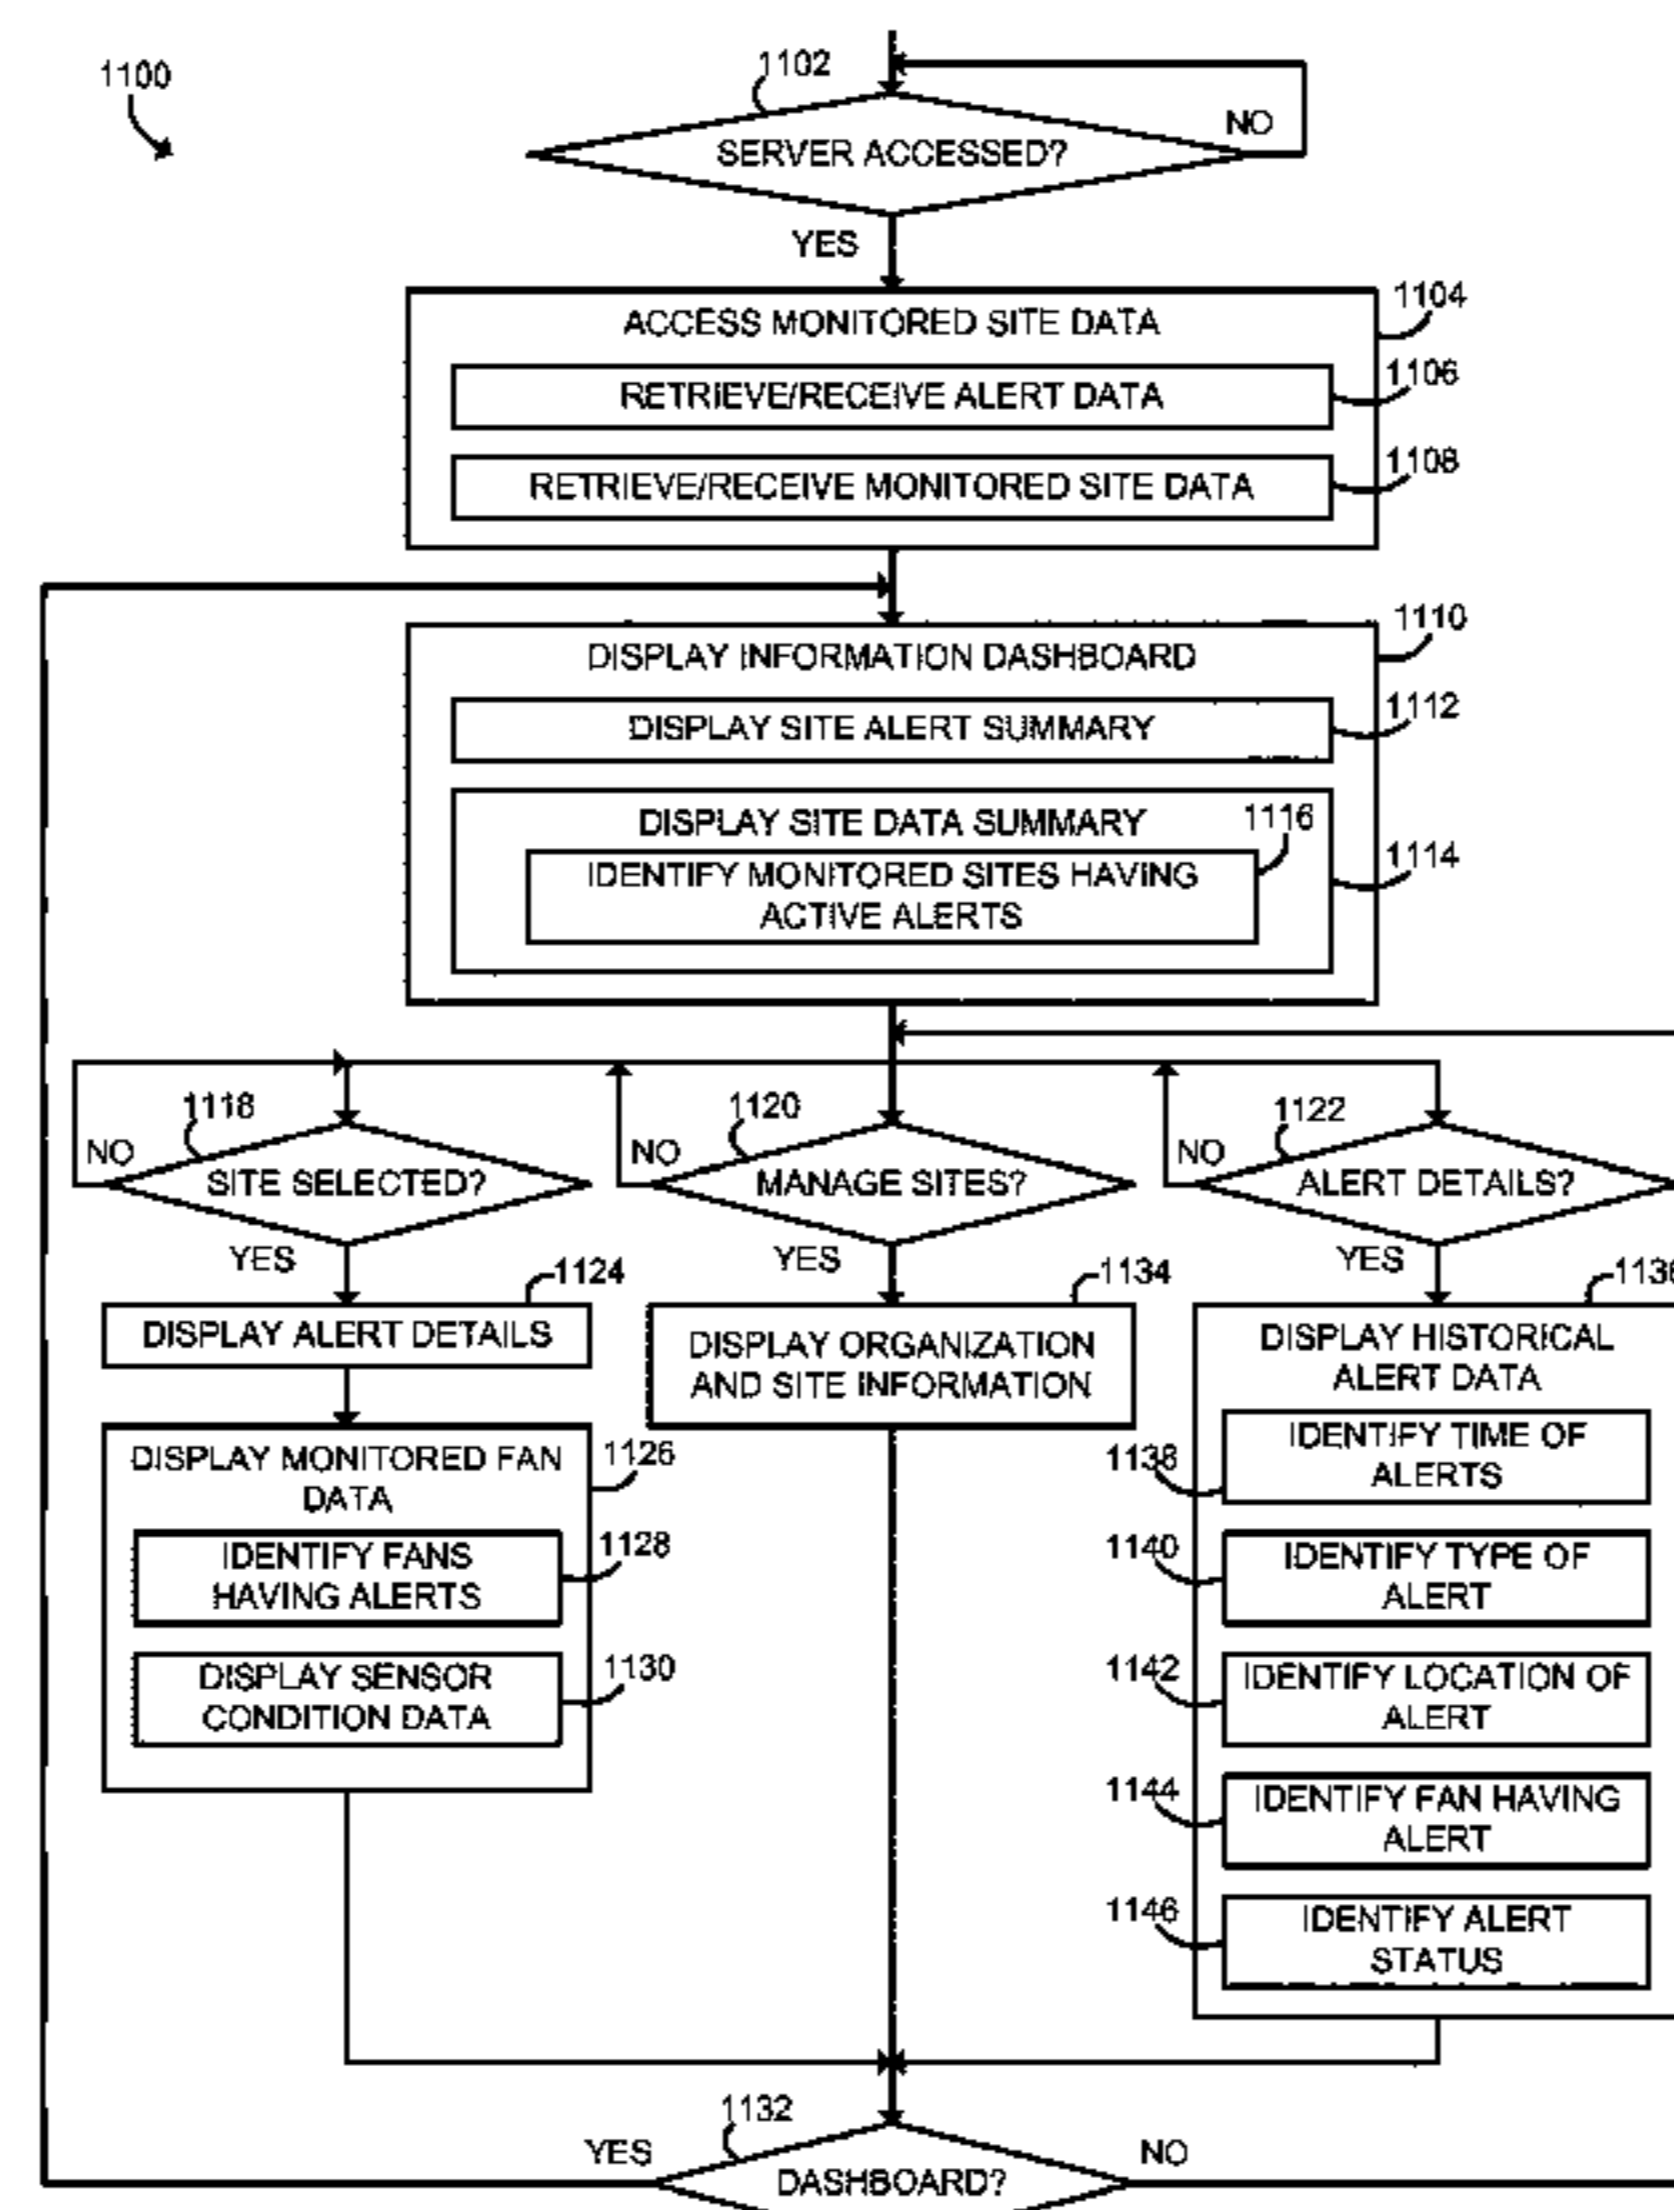 1100
1102
SERVER ACCESSED?
NO
YES
1104
ACCESS MONITORED SITE DATA
1106
RETRIEVE/RECEIVE ALERT DATA
1108
RETRIEVE/RECEIVE MONITORED SITE DATA
1110
DISPLAY INFORMATION DASHBOARD
1112
DISPLAY SITE ALERT SUMMARY
DISPLAY SITE DATA SUMMARY
1116
1114
IDENTIFY MONITORED SITES HAVING
ACTIVE ALERTS
1118
NO
SITE SELECTED?
YES
1120
NO
MANAGE SITES?
YES
1122
NO
ALERT DETAILS?
YES
1124
DISPLAY ALERT DETAILS
1126
DISPLAY MONITORED FAN
DATA
1128
IDENTIFY FANS
HAVING ALERTS
1130
DISPLAY SENSOR
CONDITION DATA
1134
DISPLAY ORGANIZATION
AND SITE INFORMATION
1136
DISPLAY HISTORICAL
ALERT DATA
1138
IDENTIFY TIME OF
ALERTS
1140
IDENTIFY TYPE OF
ALERT
1142
IDENTIFY LOCATION OF
ALERT
1144
IDENTIFY FAN HAVING
ALERT
1146
IDENTIFY ALERT
STATUS
1132
YES
DASHBOARD?
NO